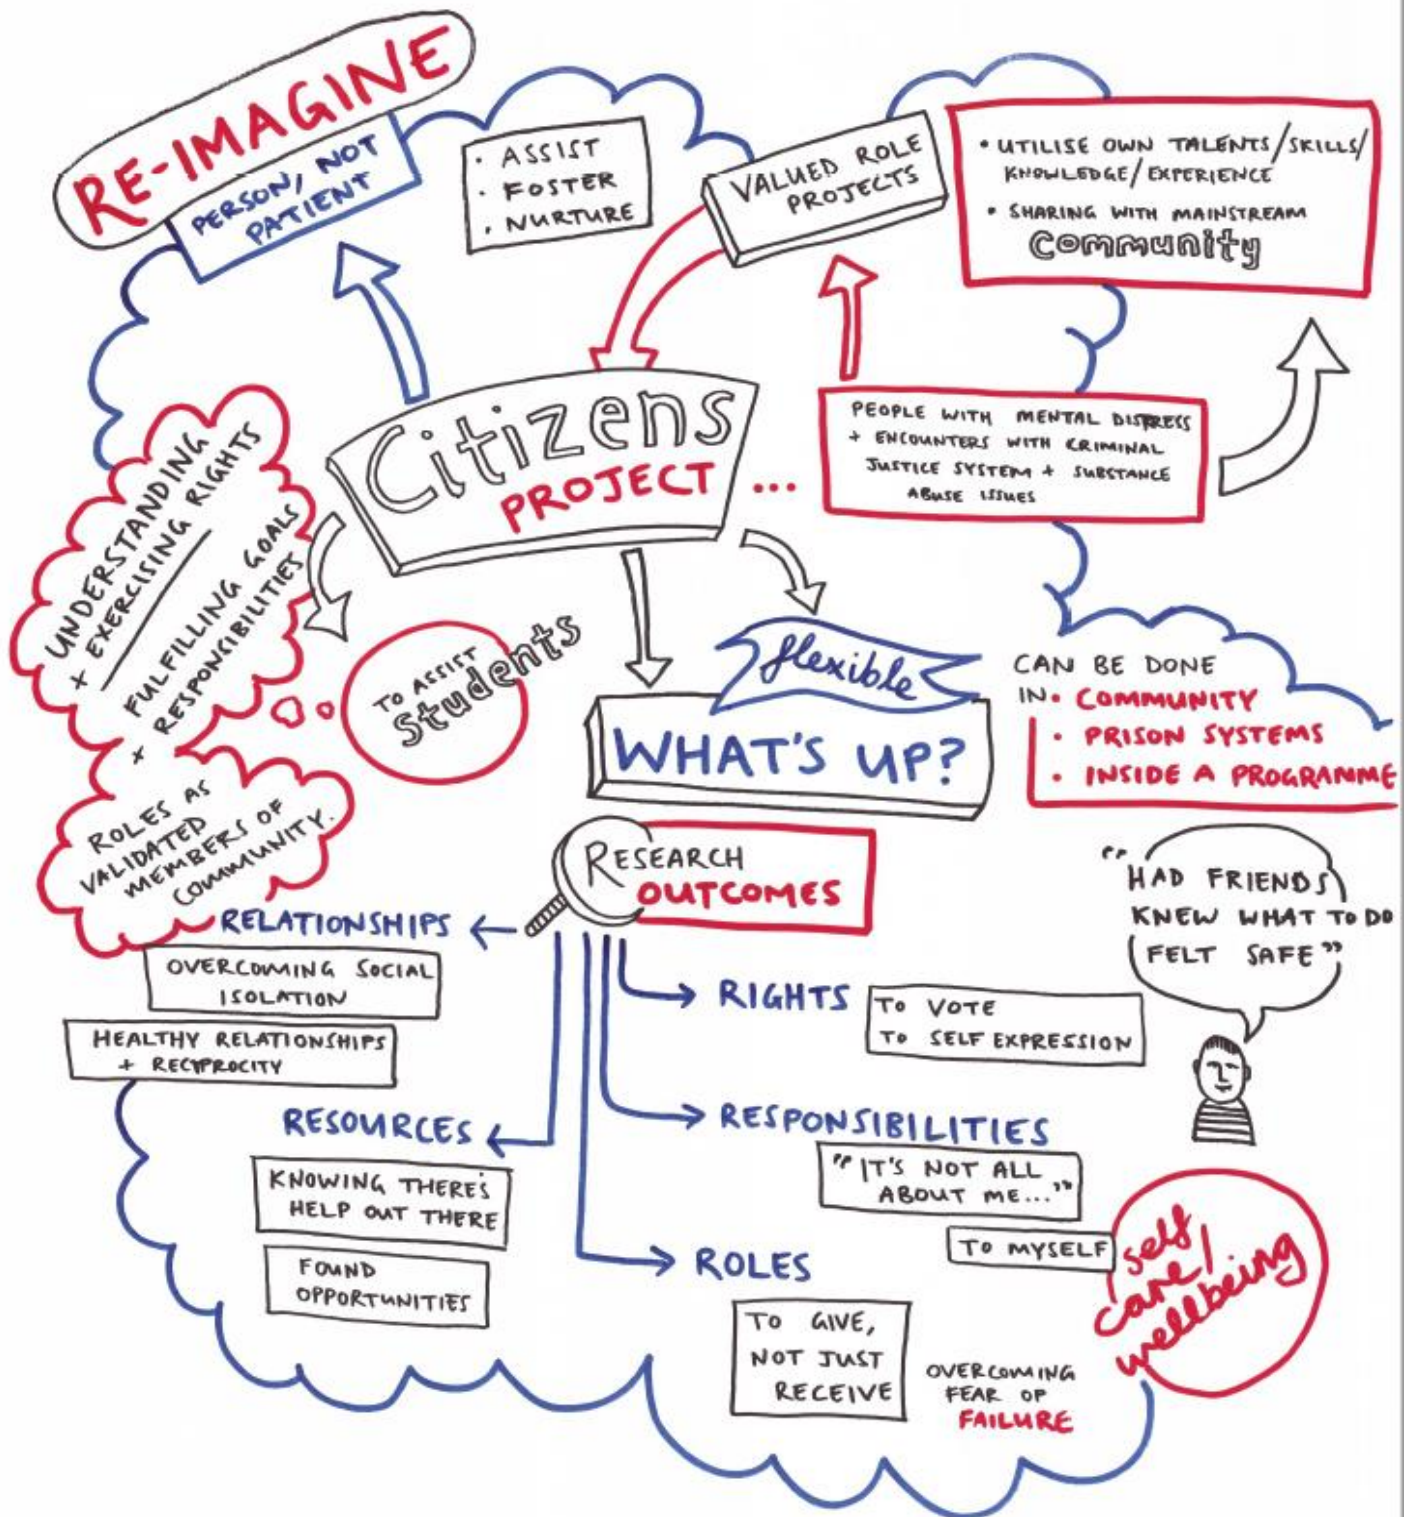 RE-IMAGINE
PERSON, NOT
PATIENT
· ASSIST
· FOSTER
· NURTURE
VALUED ROLE
PROJECTS
• UTILISE OWN TALENTS/SKILLS/
KNOWLEDGE/EXPERIENCE
• SHARING WITH MAINSTREAM
Community
Citizens
PROJECT ...
PEOPLE WITH MENTAL DISTRESS
+ ENCOUNTERS WITH CRIMINAL
JUSTICE SYSTEM + SUBSTANCE
ABUSE ISSUES
UNDERSTANDING
+ EXERCISING RIGHTS
FULFILLING GOALS
+ RESPONCIBILITIES
ROLES AS
VALIDATED
MEMBERS OF
COMMUNITY.
TO ASSIST
Students
flexible
WHAT'S UP?
CAN BE DONE
IN • COMMUNITY
• PRISON SYSTEMS
• INSIDE A PROGRAMME
RESEARCH
OUTCOMES
"HAD FRIENDS
KNEW WHAT TO DO
FELT SAFE"
RELATIONSHIPS
OVERCOMING SOCIAL
ISOLATION
HEALTHY RELATIONSHIPS
+ RECIPROCITY
RIGHTS
TO VOTE
TO SELF EXPRESSION
RESOURCES
KNOWING THERE'S
HELP OUT THERE
FOUND
OPPORTUNITIES
RESPONSIBILITIES
"IT'S NOT ALL
ABOUT ME..."
TO MYSELF
self
care/
wellbeing
ROLES
TO GIVE,
NOT JUST
RECEIVE
OVERCOMING
FEAR OF
FAILURE